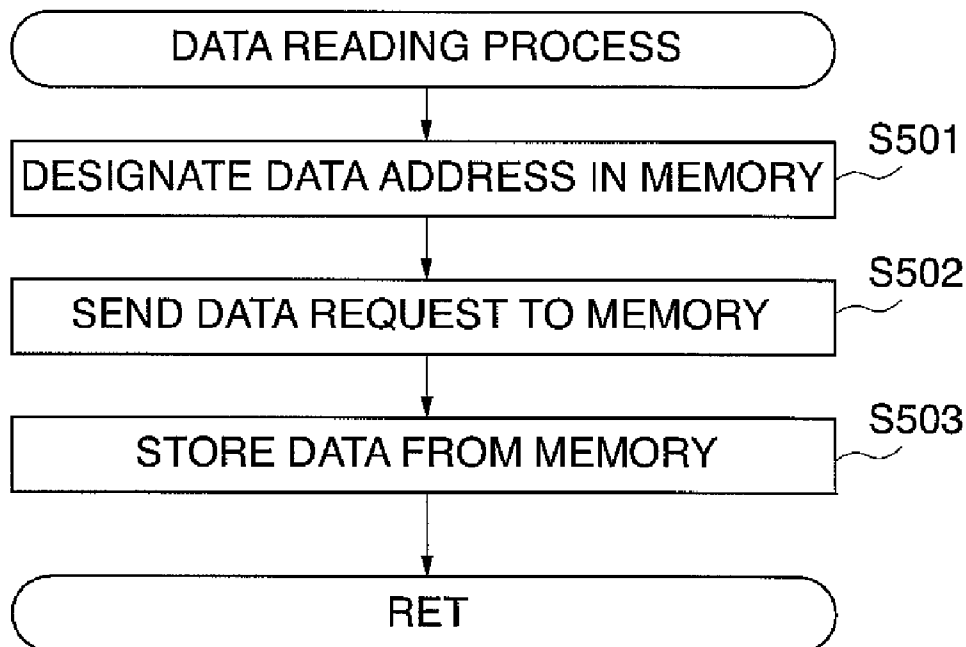 DATA READING PROCESS
S501
DESIGNATE DATA ADDRESS IN MEMORY
S502
SEND DATA REQUEST TO MEMORY
S503
STORE DATA FROM MEMORY
RET